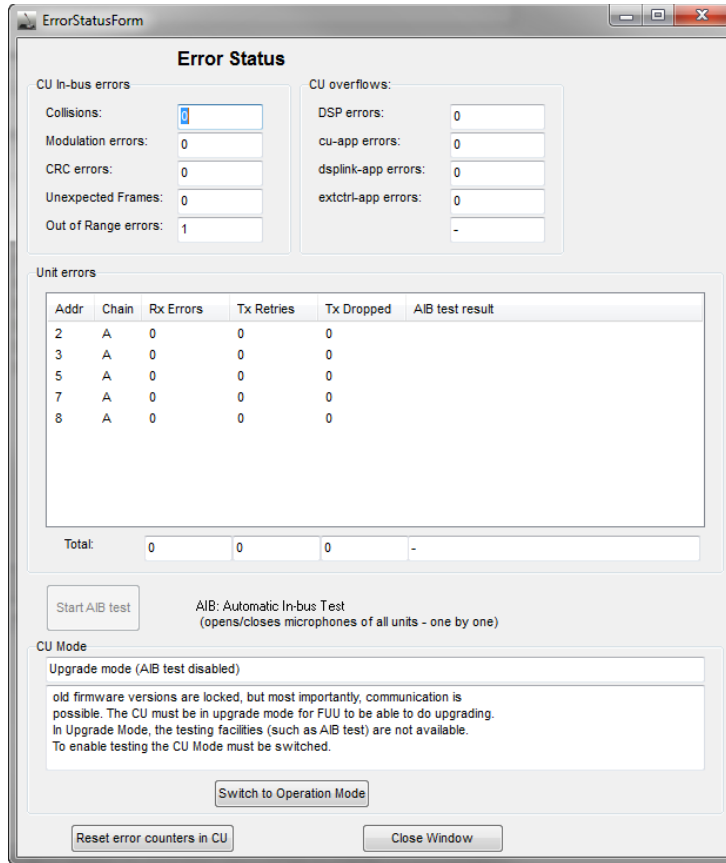 ErrorStatusForm
Error Status
CU In-bus errors
Collisions: 0
Modulation errors: 0
CRC errors: 0
Unexpected Frames: 0
Out of Range errors: 1
CU overflows:
DSP errors: 0
cu-app errors: 0
dsplink-app errors: 0
extctrl-app errors: 0
-
Unit errors
Addr Chain Rx Errors Tx Retries Tx Dropped AIB test result
2 A 0 0 0
3 A 0 0 0
5 A 0 0 0
7 A 0 0 0
8 A 0 0 0
Total: 0 0 0 -
Start AIB test
AIB: Automatic In-bus Test
(opens/closes microphones of all units - one by one)
CU Mode
Upgrade mode (AIB test disabled)
old firmware versions are locked, but most importantly, communication is
possible. The CU must be in upgrade mode for FUU to be able to do upgrading.
In Upgrade Mode, the testing facilities (such as AIB test) are not available.
To enable testing the CU Mode must be switched.
Switch to Operation Mode
Reset error counters in CU
Close Window